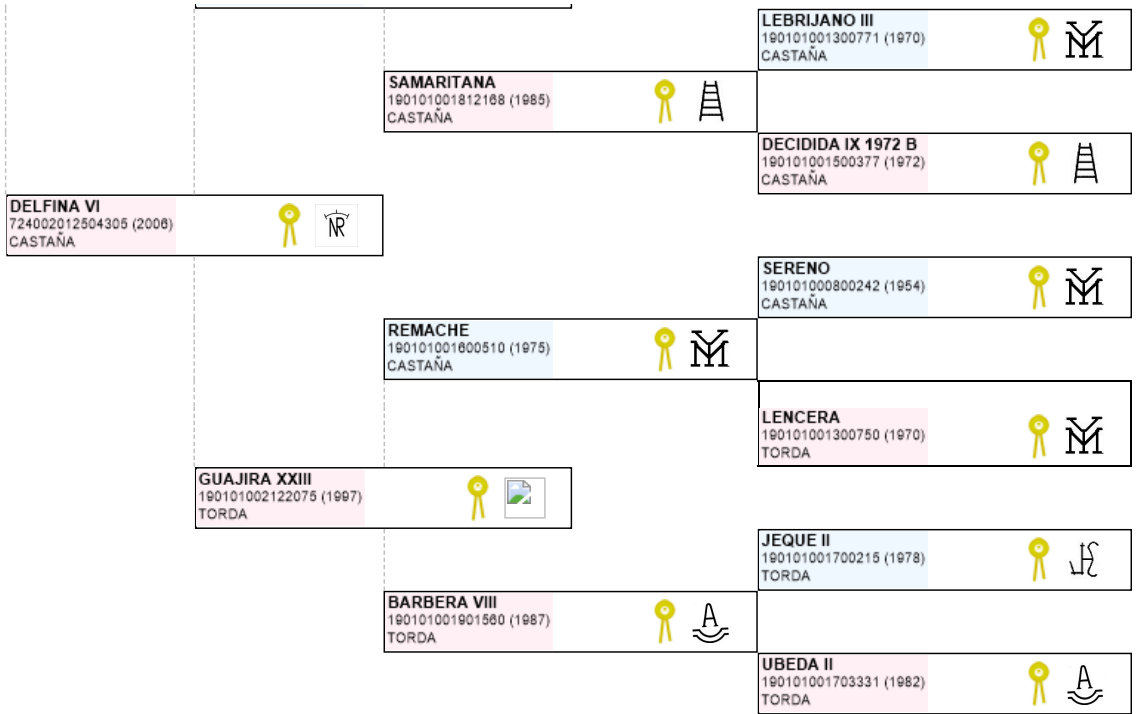 LEBRIJANO III
190101001300771 (1970)
CASTAÑA
SAMARITANA
190101001812168 (1985)
CASTAÑA
DECIDIDA IX 1972 B
190101001500377 (1972)
CASTAÑA
DELFINA VI
724002012504305 (2006)
CASTAÑA
NR
SERENO
190101000800242 (1954)
CASTAÑA
REMACHE
190101001600510 (1975)
CASTAÑA
LENCERA
190101001300750 (1970)
TORDA
GUAJIRA XXIII
190101002122075 (1997)
TORDA
JEQUE II
190101001700215 (1978)
TORDA
BARBERA VIII
190101001901560 (1987)
TORDA
A
UBEDA II
190101001703331 (1982)
TORDA
A